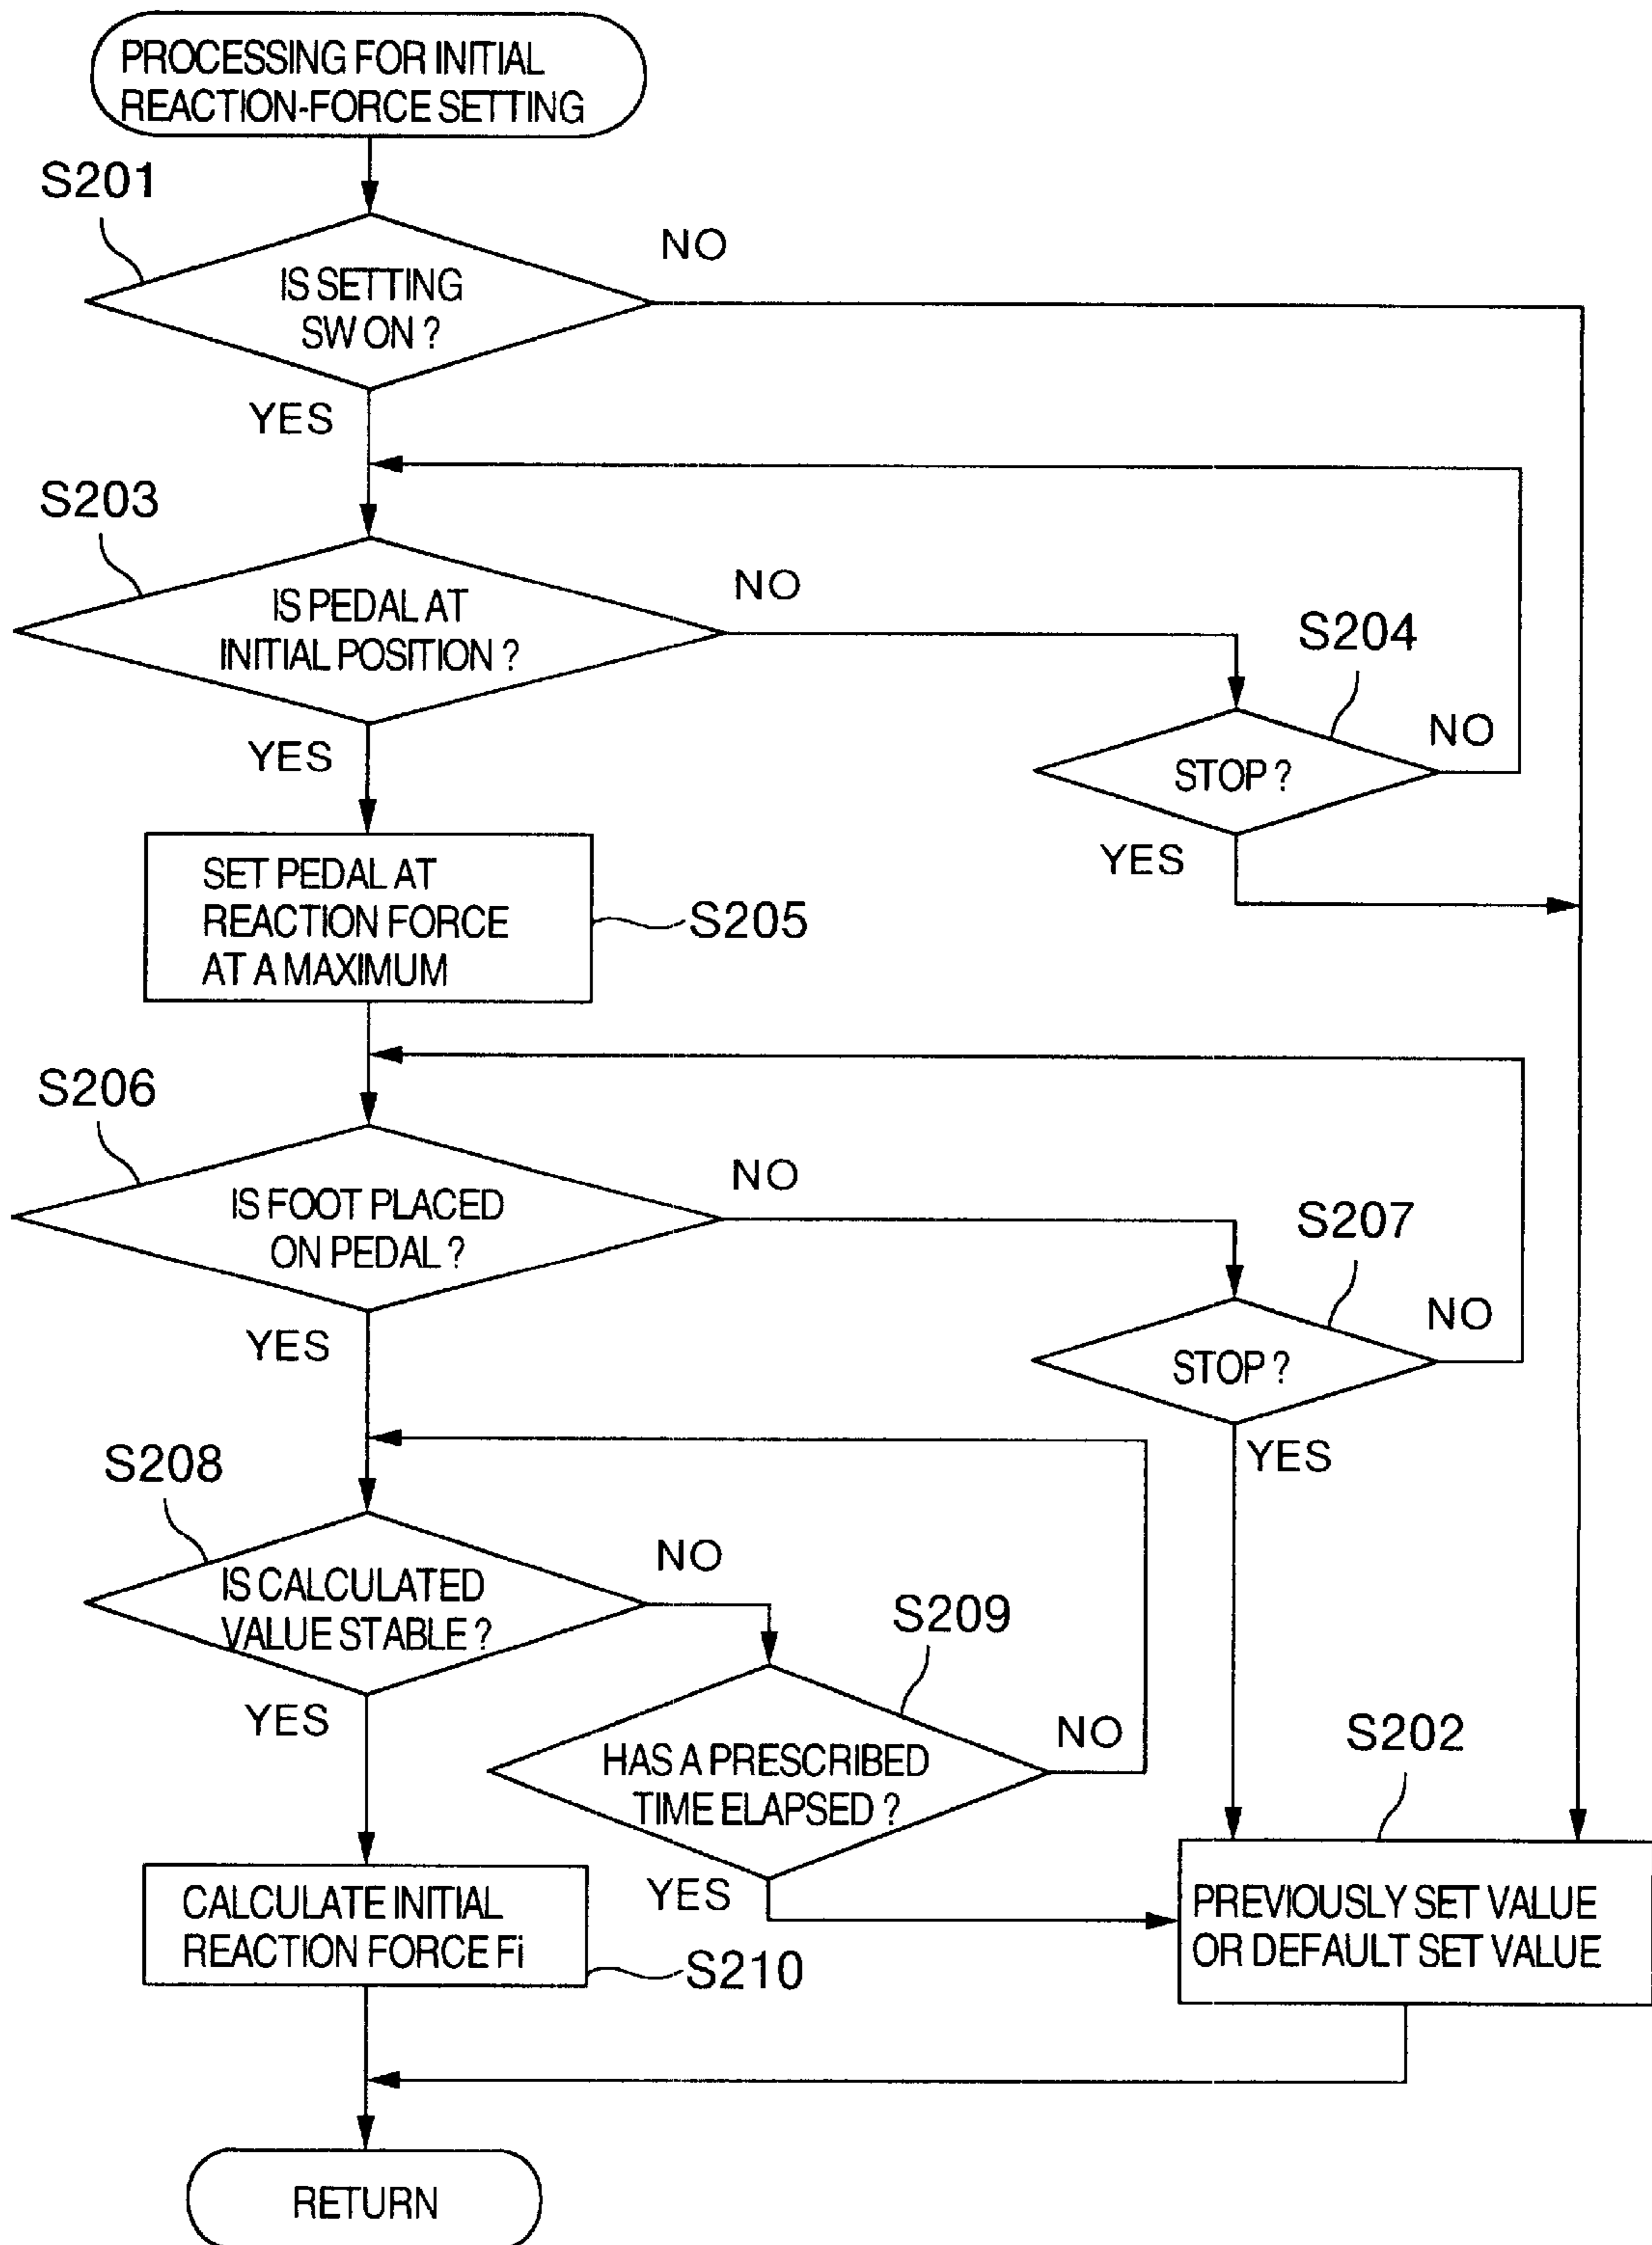 PROCESSING FOR INITIAL
REACTION-FORCE SETTING
S201
NO
IS SETTING
SW ON ?
YES
S203
NO
IS PEDAL AT
INITIAL POSITION ?
S204
NO
STOP ?
YES
YES
SET PEDAL AT
REACTION FORCE
AT A MAXIMUM
S205
S206
NO
IS FOOT PLACED
ON PEDAL ?
S207
NO
STOP ?
YES
YES
S208
NO
IS CALCULATED
VALUE STABLE ?
S209
YES
NO
HAS A PRESCRIBED
TIME ELAPSED ?
S202
YES
CALCULATE INITIAL
REACTION FORCE Fi
S210
PREVIOUSLY SET VALUE
OR DEFAULT SET VALUE
RETURN